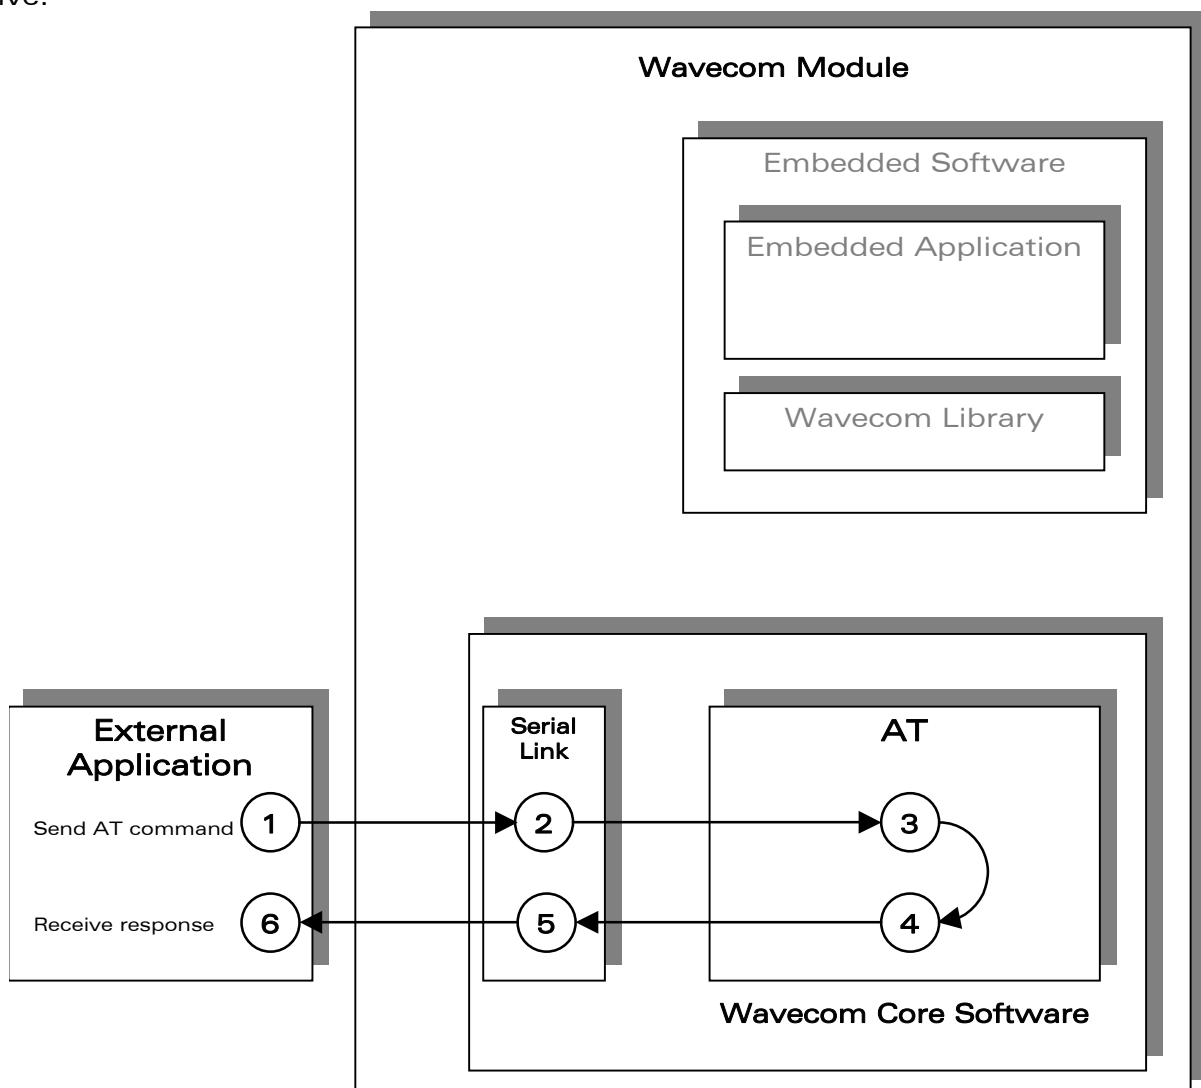 Wavecom Module
Embedded Software
Embedded Application
Wavecom Library
External
Application
Serial
Link
AT
Send AT command
1
2
3
Receive response
6
5
4
Wavecom Core Software